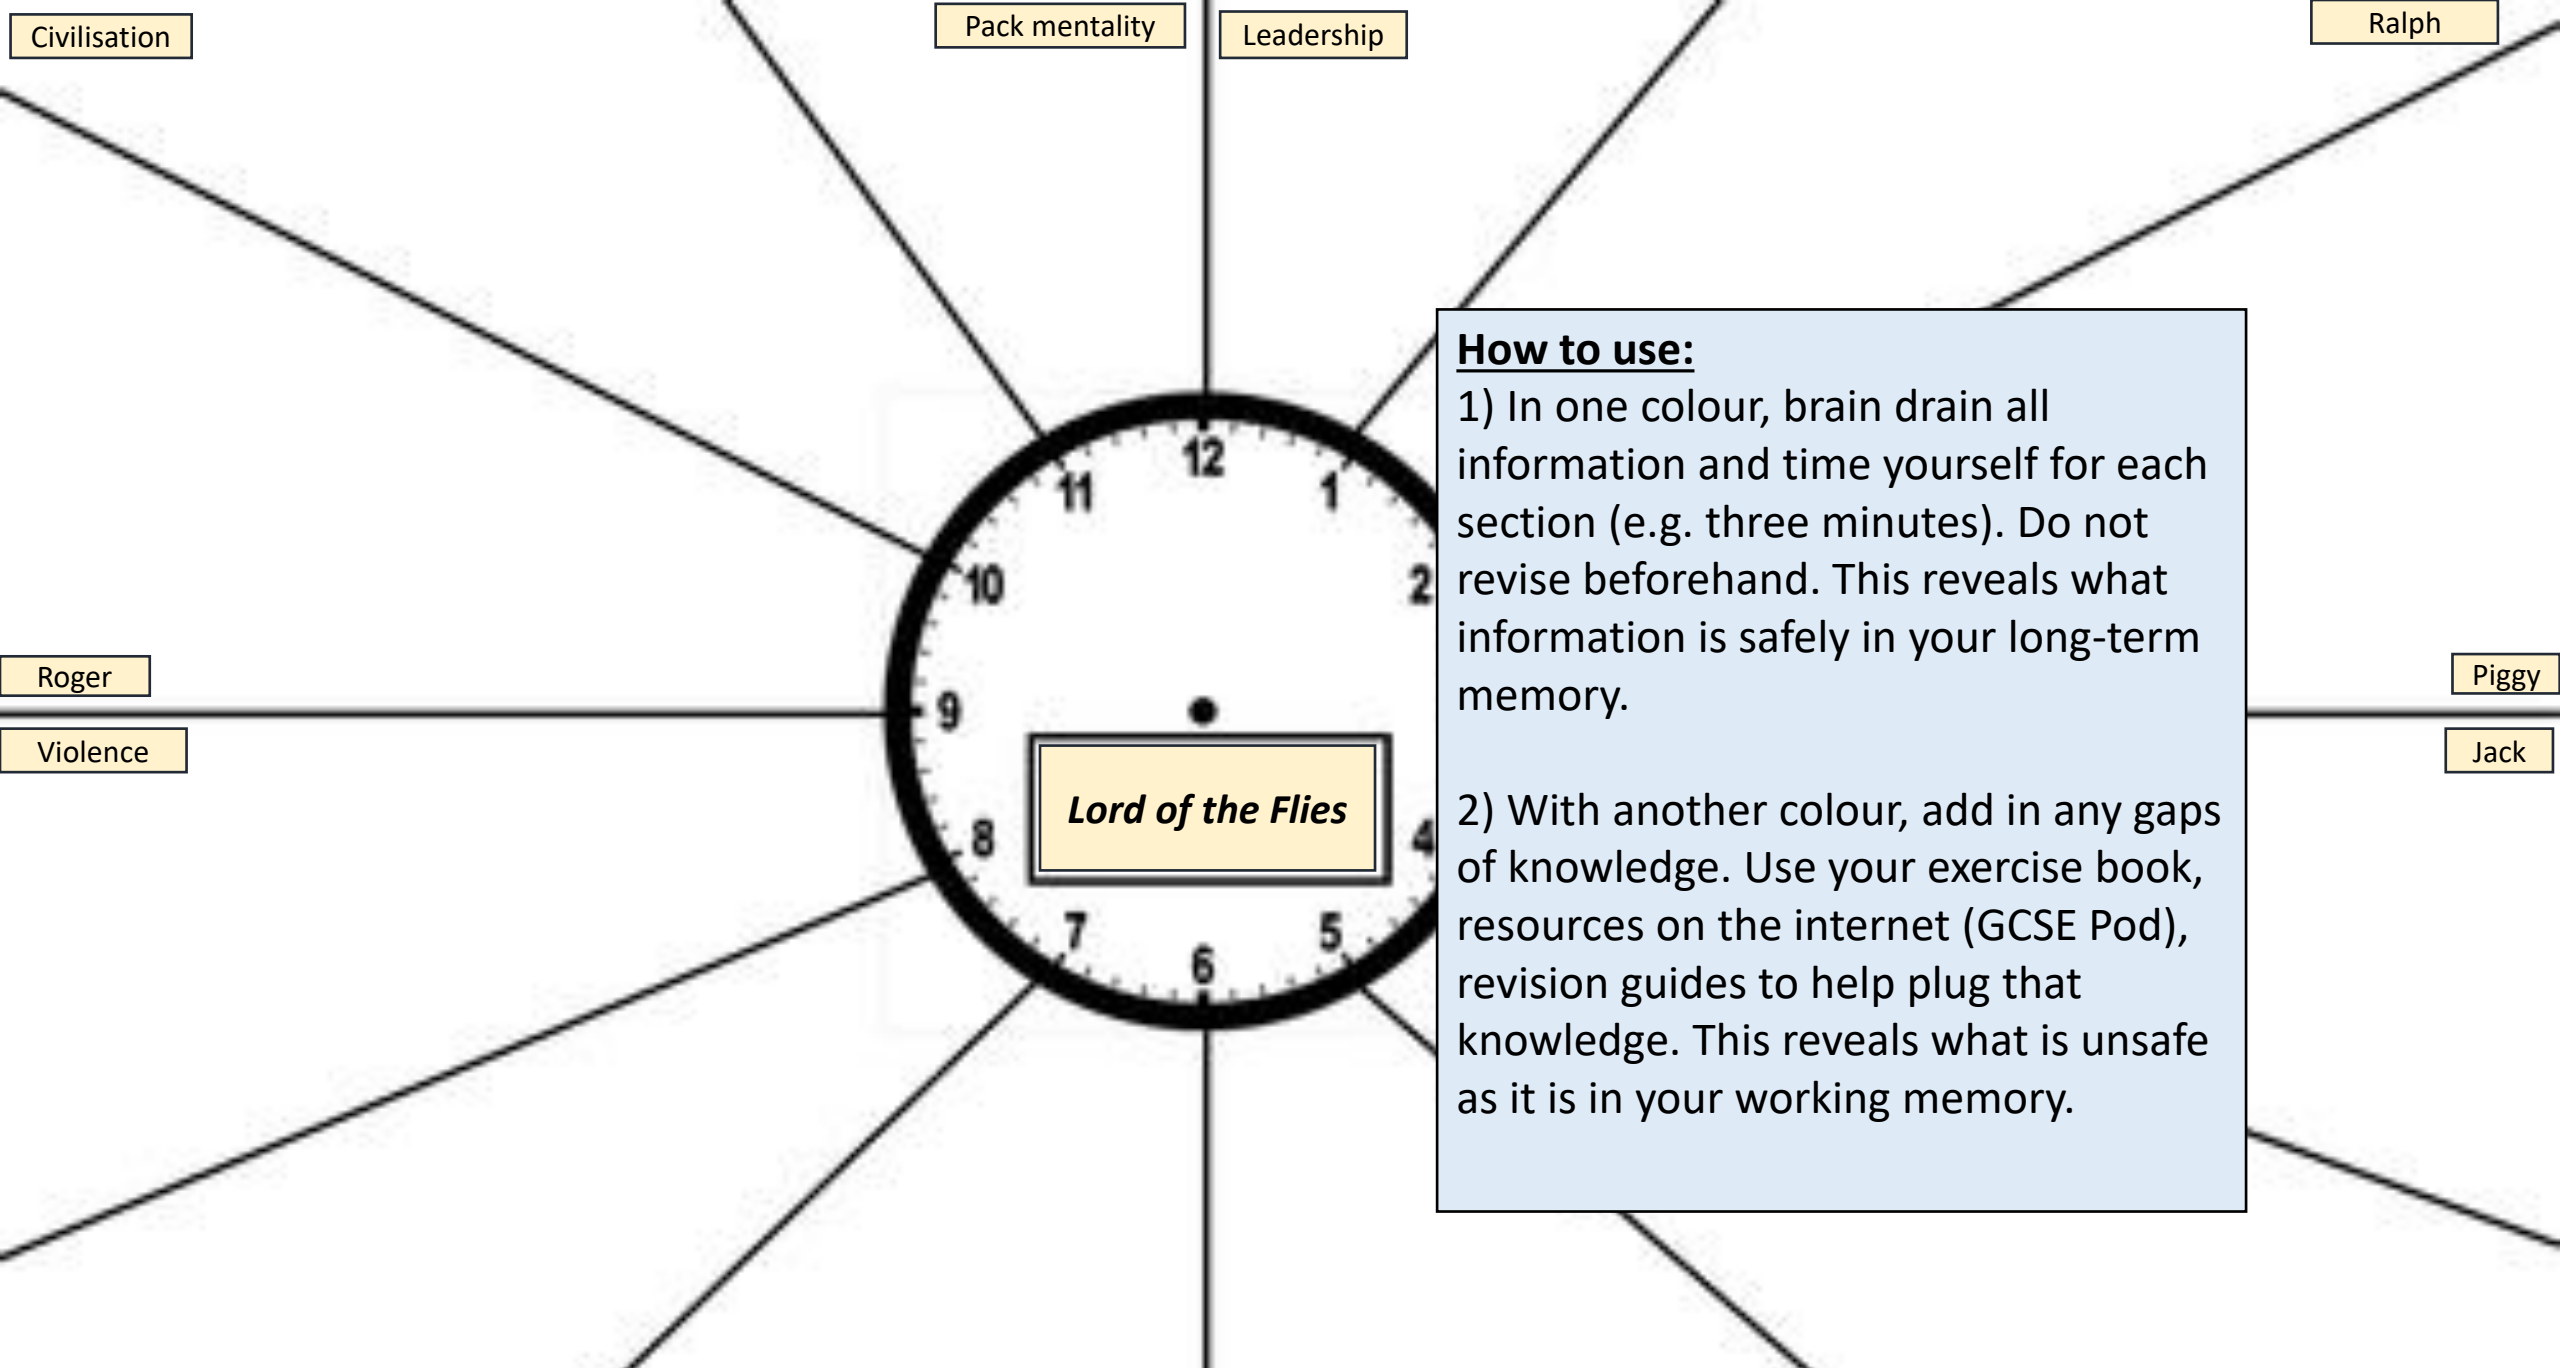 Civilisation
Pack mentality
Leadership
Ralph
How to use:
1) In one colour, brain drain all
information and time yourself for each
section (e.g. three minutes). Do not
revise beforehand. This reveals what
information is safely in your long-term
memory.
2) With another colour, add in any gaps
of knowledge. Use your exercise book,
resources on the internet (GCSE Pod),
revision guides to help plug that
knowledge. This reveals what is unsafe
as it is in your working memory.
12
11
1
10
2
9
8
4
7
5
6
Lord of the Flies
Roger
Violence
Piggy
Jack